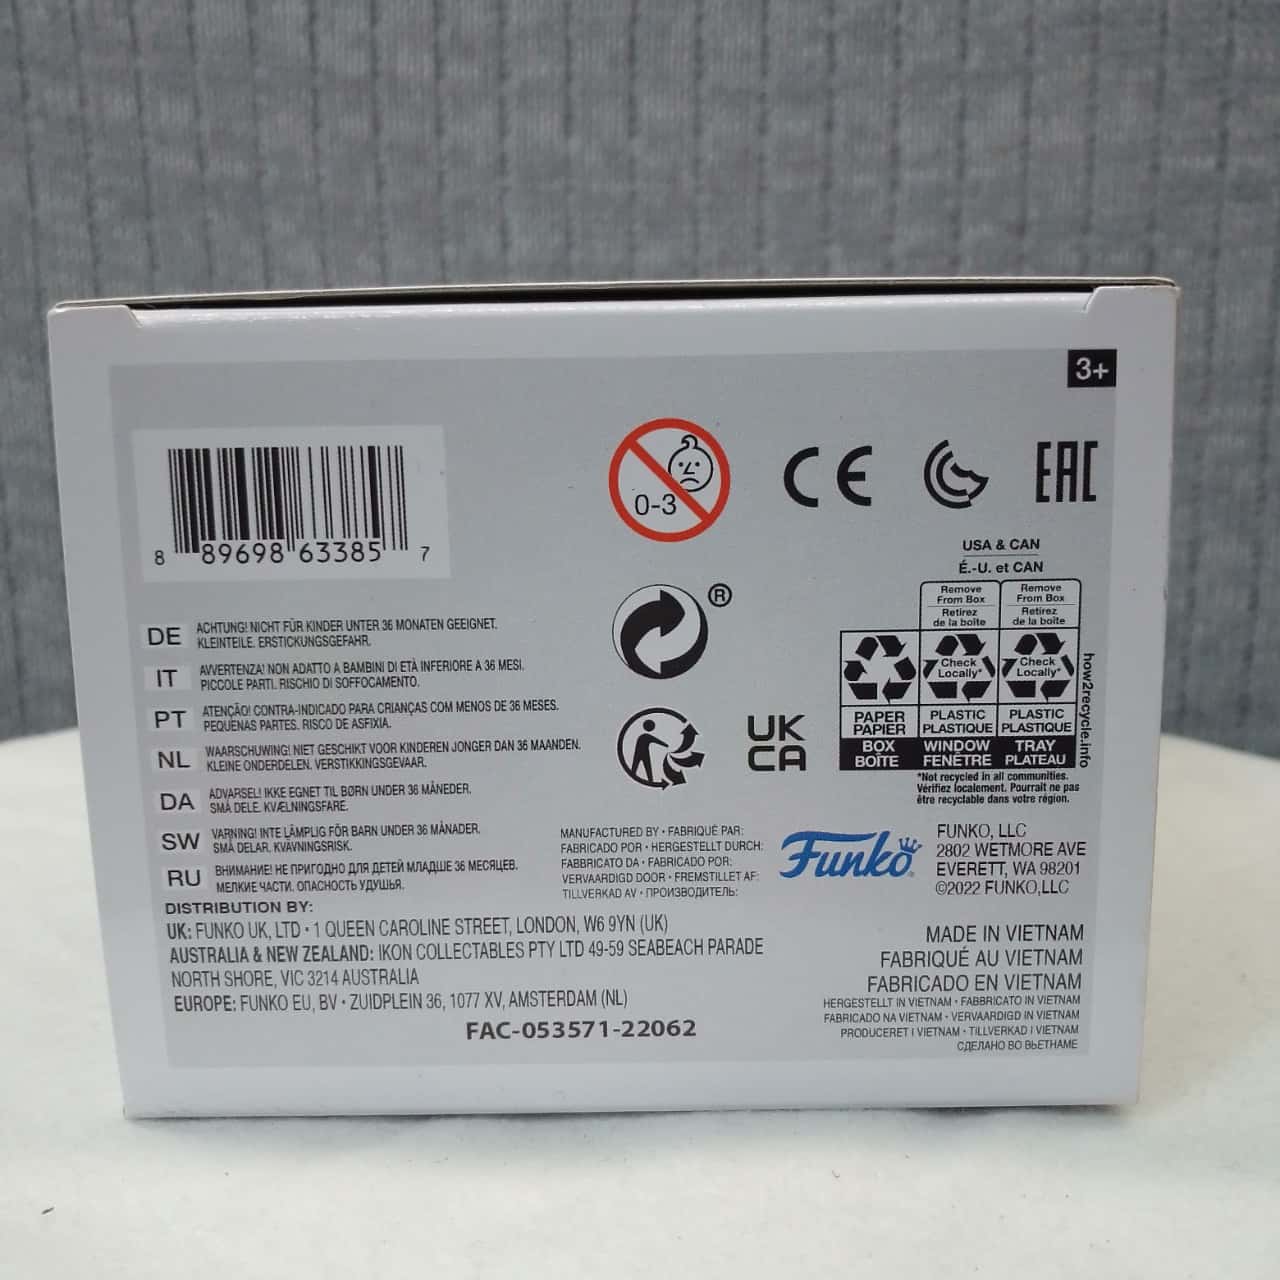 3+
8 89698 63385 7
0-3
CE
EAC
USA & CAN
É.-U. et CAN
Remove From Box
Retirez de la boîte
Remove From Box
Retirez de la boîte
Check Locally*
Check Locally*
PAPER PAPIER
PLASTIC PLASTIQUE
PLASTIC PLASTIQUE
BOX BOÎTE
WINDOW FENÊTRE
TRAY PLATEAU
how2recycle.info
*Not recycled in all communities.
Vérifiez localement. Pourrait ne pas
être recyclable dans votre région.
®
UK
CA
DE ACHTUNG! NICHT FÜR KINDER UNTER 36 MONATEN GEEIGNET.
KLEINTEILE. ERSTICKUNGSGEFAHR.
IT AVVERTENZA! NON ADATTO A BAMBINI DI ETÀ INFERIORE A 36 MESI.
PICCOLE PARTI. RISCHIO DI SOFFOCAMENTO.
PT ATENÇÃO! CONTRA-INDICADO PARA CRIANÇAS COM MENOS DE 36 MESES.
PEQUENAS PARTES. RISCO DE ASFIXIA.
NL WAARSCHUWING! NIET GESCHIKT VOOR KINDEREN JONGER DAN 36 MAANDEN.
KLEINE ONDERDELEN. VERSTIKKINGSGEVAAR.
DA ADVARSEL! IKKE EGNET TIL BØRN UNDER 36 MÅNEDER.
SMÅ DELE. KVÆLNINGSFARE.
SW VARNING! INTE LÄMPLIG FÖR BARN UNDER 36 MÅNADER.
SMÅ DELAR. KVÄVNINGSRISK.
RU ВНИМАНИЕ! НЕ ПРИГОДНО ДЛЯ ДЕТЕЙ МЛАДШЕ 36 МЕСЯЦЕВ.
МЕЛКИЕ ЧАСТИ. ОПАСНОСТЬ УДУШЬЯ.
MANUFACTURED BY • FABRIQUÉ PAR:
FABRICADO POR • HERGESTELLT DURCH:
FABBRICATO DA • FABRICADO POR:
VERVAARDIGD DOOR • FREMSTILLET AF:
TILLVERKAD AV • ПРОИЗВОДИТЕЛЬ:
Funko®
FUNKO, LLC
2802 WETMORE AVE
EVERETT, WA 98201
©2022 FUNKO,LLC
DISTRIBUTION BY:
UK: FUNKO UK, LTD • 1 QUEEN CAROLINE STREET, LONDON, W6 9YN (UK)
AUSTRALIA & NEW ZEALAND: IKON COLLECTABLES PTY LTD 49-59 SEABEACH PARADE
NORTH SHORE, VIC 3214 AUSTRALIA
EUROPE: FUNKO EU, BV • ZUIDPLEIN 36, 1077 XV, AMSTERDAM (NL)
FAC-053571-22062
MADE IN VIETNAM
FABRIQUÉ AU VIETNAM
FABRICADO EN VIETNAM
HERGESTELLT IN VIETNAM • FABBRICATO IN VIETNAM
FABRICADO NA VIETNAM • VERVAARDIGD IN VIETNAM
PRODUCERET I VIETNAM • TILLVERKAD I VIETNAM
СДЕЛАНО ВО ВЬЕТНАМЕ